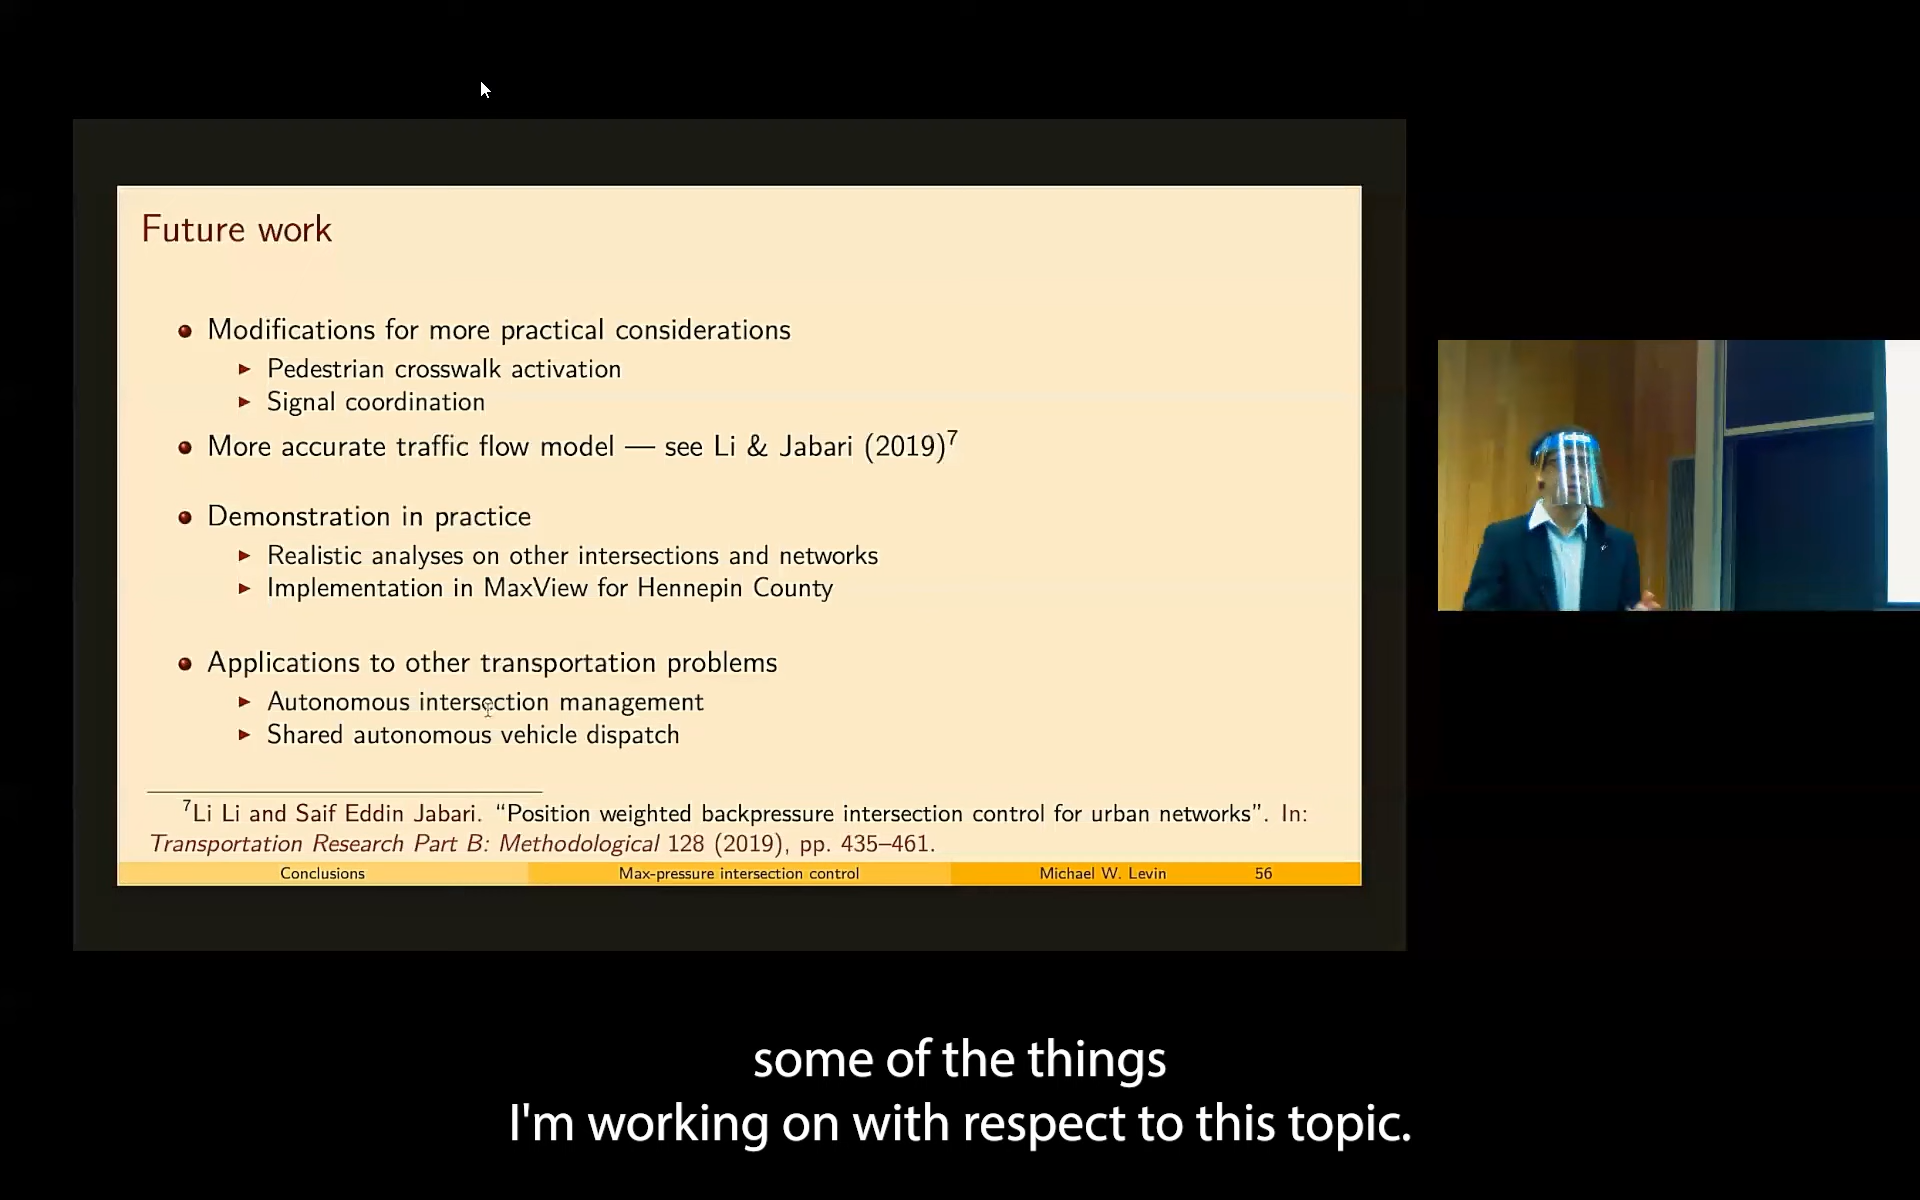 Future work
Modifications for more practical considerations
Pedestrian crosswalk activation
Signal coordination
More accurate traffic flow model — see Li & Jabari (2019)⁷
Demonstration in practice
Realistic analyses on other intersections and networks
Implementation in MaxView for Hennepin County
Applications to other transportation problems
Autonomous intersection management
Shared autonomous vehicle dispatch
⁷Li Li and Saif Eddin Jabari. “Position weighted backpressure intersection control for urban networks”. In:
Transportation Research Part B: Methodological 128 (2019), pp. 435–461.
Conclusions Max-pressure intersection control Michael W. Levin 56
some of the things
I'm working on with respect to this topic.